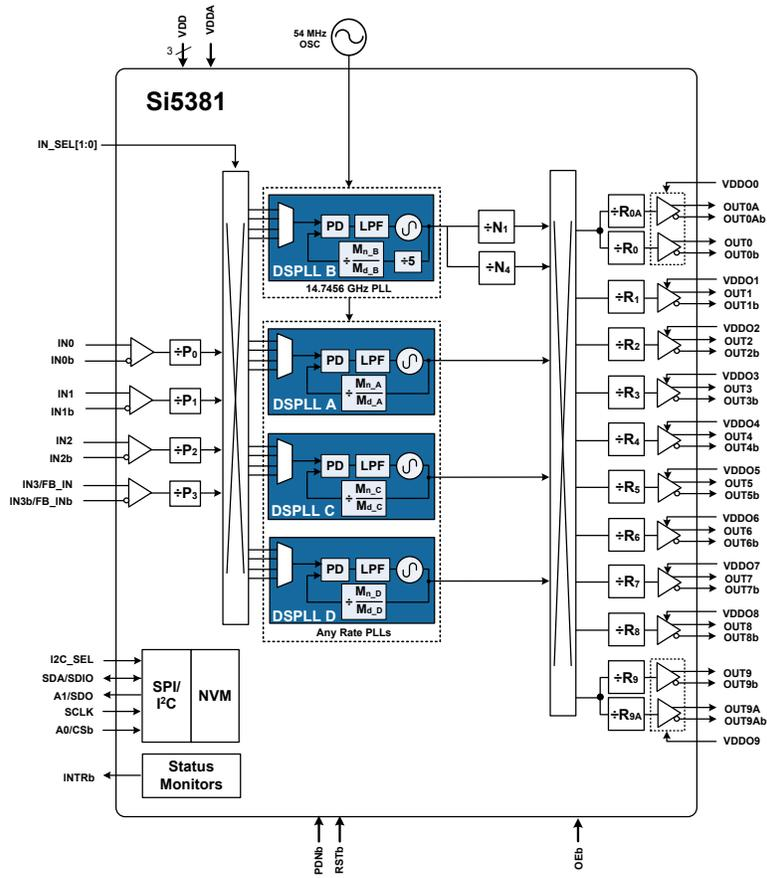 3
VDD
VDDA
54 MHz
OSC
Si5381
IN_SEL[1:0]
PD
LPF
÷
Mn_B
Md_B
÷5
DSPLL B
14.7456 GHz PLL
÷N1
÷N4
IN0
IN0b
÷P0
IN1
IN1b
÷P1
IN2
IN2b
÷P2
IN3/FB_IN
IN3b/FB_INb
÷P3
PD
LPF
÷
Mn_A
Md_A
DSPLL A
PD
LPF
÷
Mn_C
Md_C
DSPLL C
PD
LPF
÷
Mn_D
Md_D
DSPLL D
Any Rate PLLs
÷R0A
÷R0
VDDO0
OUT0A
OUT0Ab
OUT0
OUT0b
÷R1
VDDO1
OUT1
OUT1b
÷R2
VDDO2
OUT2
OUT2b
÷R3
VDDO3
OUT3
OUT3b
÷R4
VDDO4
OUT4
OUT4b
÷R5
VDDO5
OUT5
OUT5b
÷R6
VDDO6
OUT6
OUT6b
÷R7
VDDO7
OUT7
OUT7b
÷R8
VDDO8
OUT8
OUT8b
÷R9
OUT9
OUT9b
÷R9A
OUT9A
OUT9Ab
VDDO9
I2C_SEL
SDA/SDIO
A1/SDO
SCLK
A0/CSb
SPI/
I²C
NVM
INTRb
Status
Monitors
PDNb
RSTb
OEb